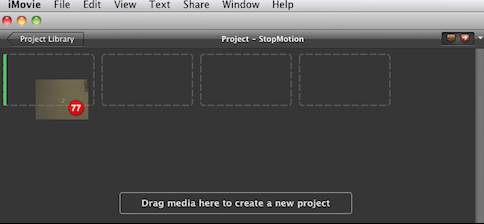 iMovie File Edit View Text Share Window Help
Project Library Project - StopMotion
77
Drag media here to create a new project